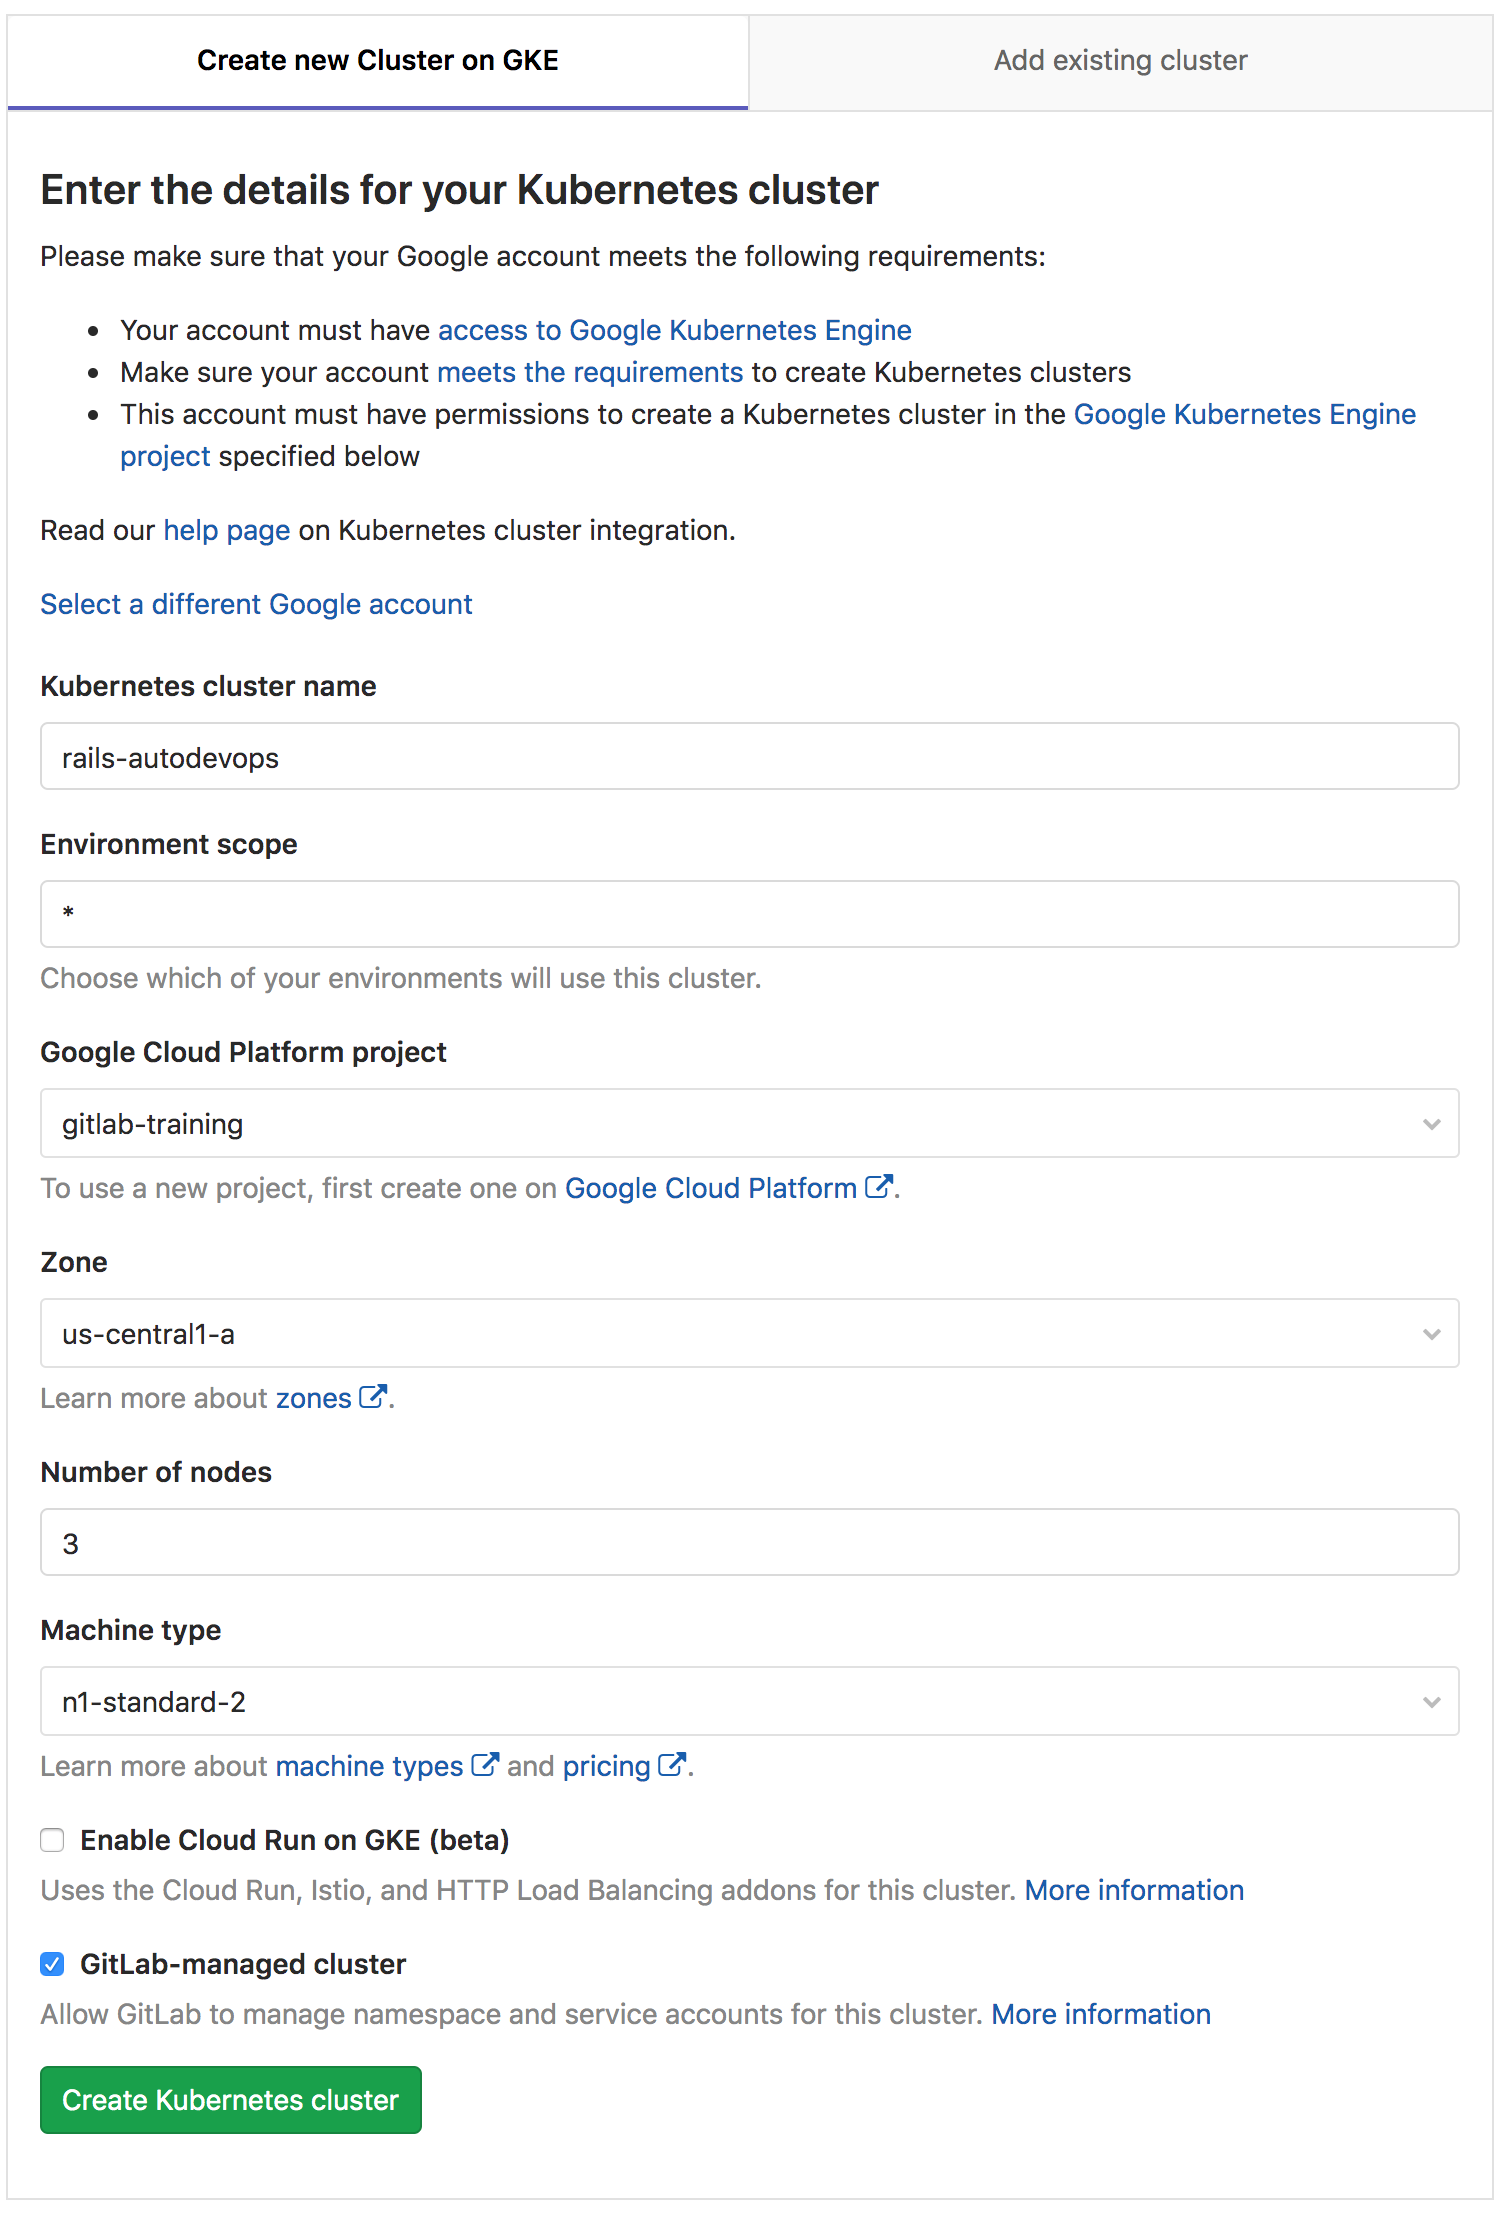 Create new Cluster on GKE
Add existing cluster
Enter the details for your Kubernetes cluster
Please make sure that your Google account meets the following requirements:
• Your account must have access to Google Kubernetes Engine
• Make sure your account meets the requirements to create Kubernetes clusters
• This account must have permissions to create a Kubernetes cluster in the Google Kubernetes Engine
project specified below
Read our help page on Kubernetes cluster integration.
Select a different Google account
Kubernetes cluster name
rails-autodevops
Environment scope
*
Choose which of your environments will use this cluster.
Google Cloud Platform project
gitlab-training
To use a new project, first create one on Google Cloud Platform .
Zone
us-central1-a
Learn more about zones .
Number of nodes
3
Machine type
n1-standard-2
Learn more about machine types and pricing .
Enable Cloud Run on GKE (beta)
Uses the Cloud Run, Istio, and HTTP Load Balancing addons for this cluster. More information
GitLab-managed cluster
Allow GitLab to manage namespace and service accounts for this cluster. More information
Create Kubernetes cluster